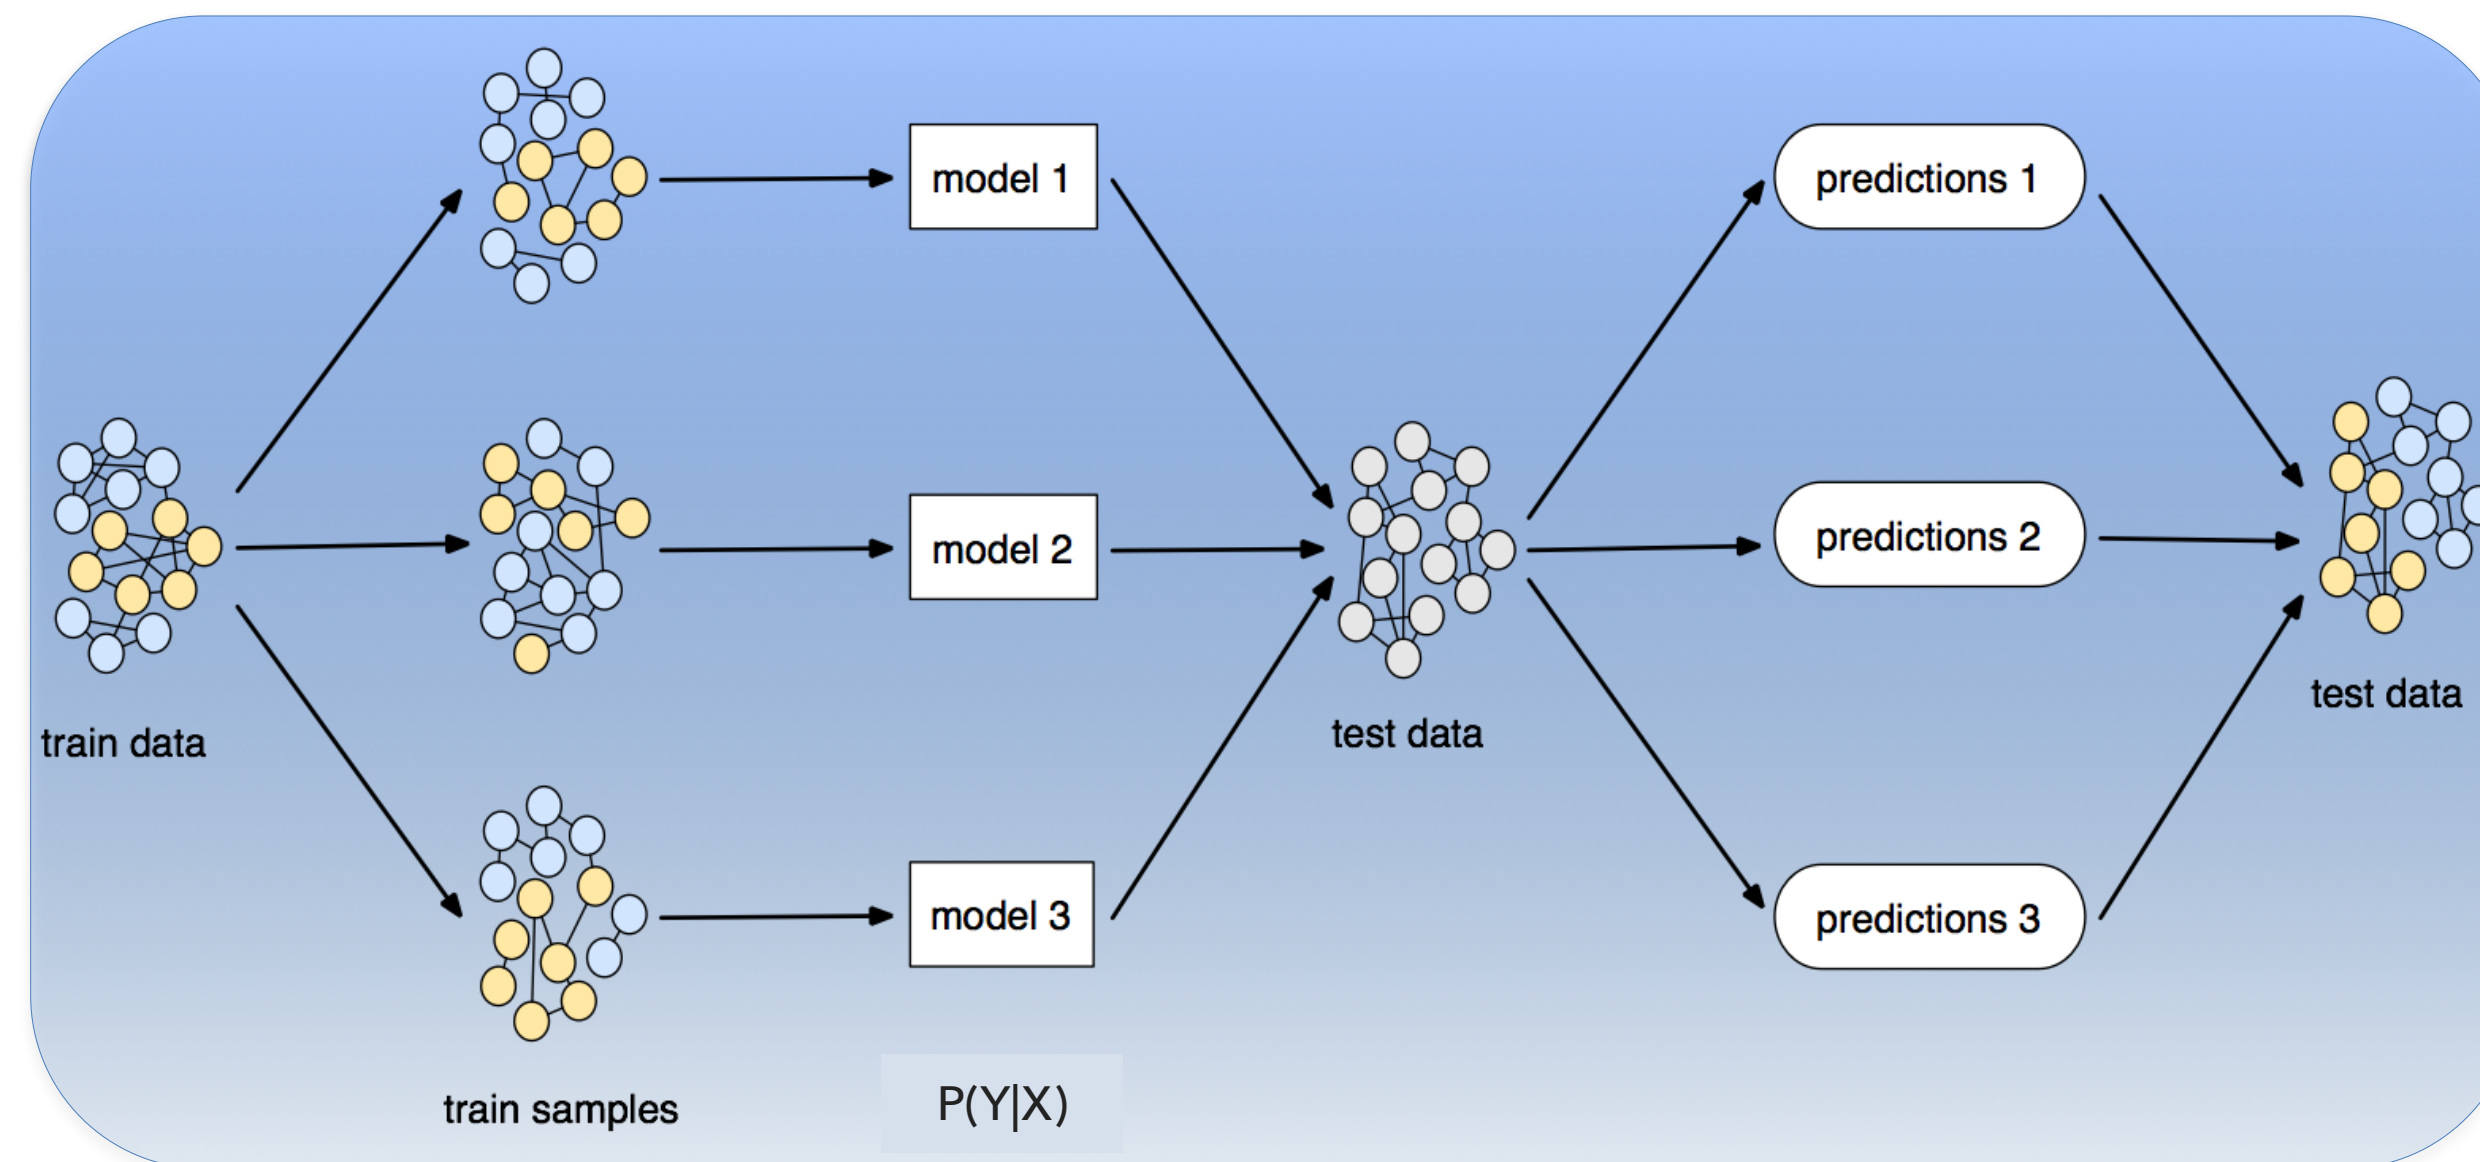 model 1
predictions 1
model 2
predictions 2
test data
train data
test data
model 3
predictions 3
train samples
P(Y|X)